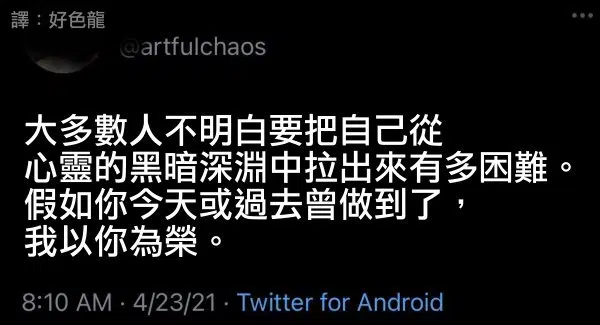 譯：好色龍
@artfulchaos
大多數人不明白要把自己從
心靈的黑暗深淵中拉出來有多困難。
假如你今天或過去曾做到了，
我以你為榮。
8:10 AM · 4/23/21 · Twitter for Android